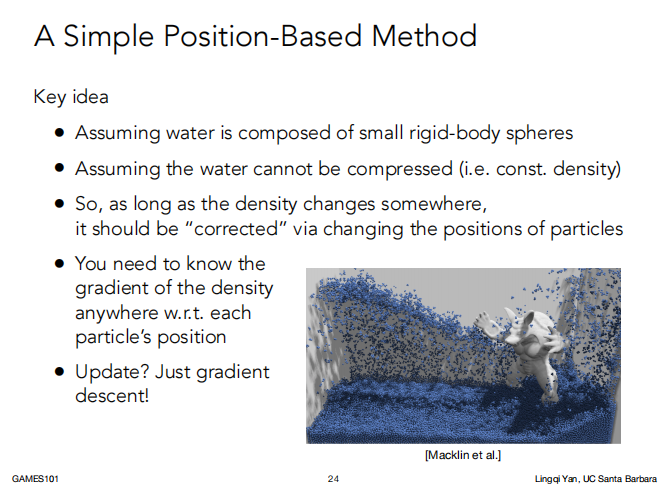 A Simple Position-Based Method
Key idea
● Assuming water is composed of small rigid-body spheres
● Assuming the water cannot be compressed (i.e. const. density)
● So, as long as the density changes somewhere,
it should be “corrected” via changing the positions of particles
● You need to know the
gradient of the density
anywhere w.r.t. each
particle’s position
● Update? Just gradient
descent!
[Macklin et al.]
GAMES101
24
Lingqi Yan, UC Santa Barbara